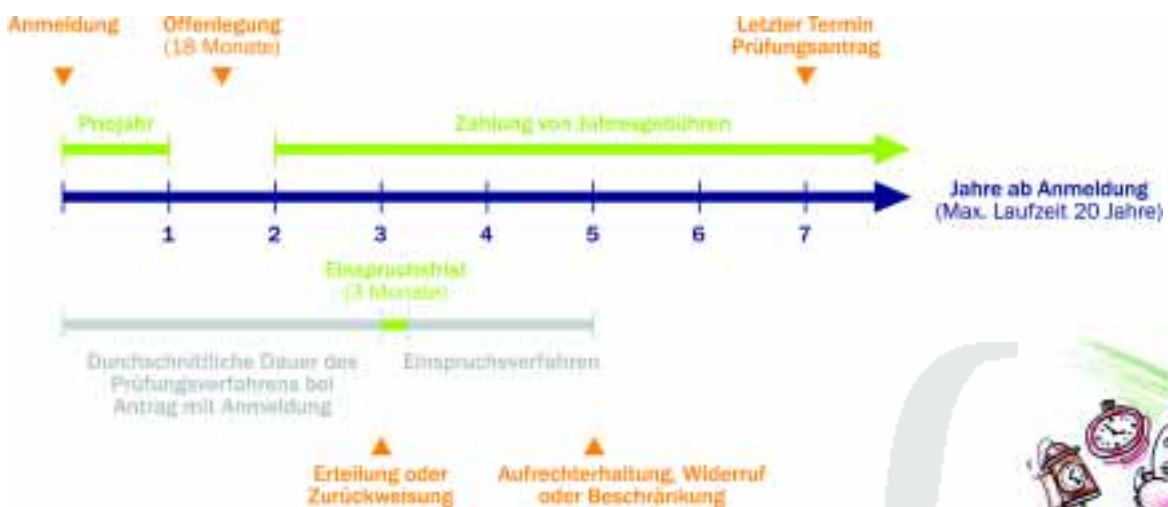 Anmeldung
Offenlegung
(18 Monate)
Letzter Termin
Prüfungsantrag
Priojahr
Zahlung von Jahresgebühren
Jahre ab Anmeldung
(Max. Laufzeit 20 Jahre)
1 2 3 4 5 6 7
Einspruchsfrist
(3 Monate)
Durchschnittliche Dauer des
Prüfungsverfahrens bei
Antrag mit Anmeldung
Einspruchsverfahren
Erteilung oder
Zurückweisung
Aufrechterhaltung, Widerruf
oder Beschränkung